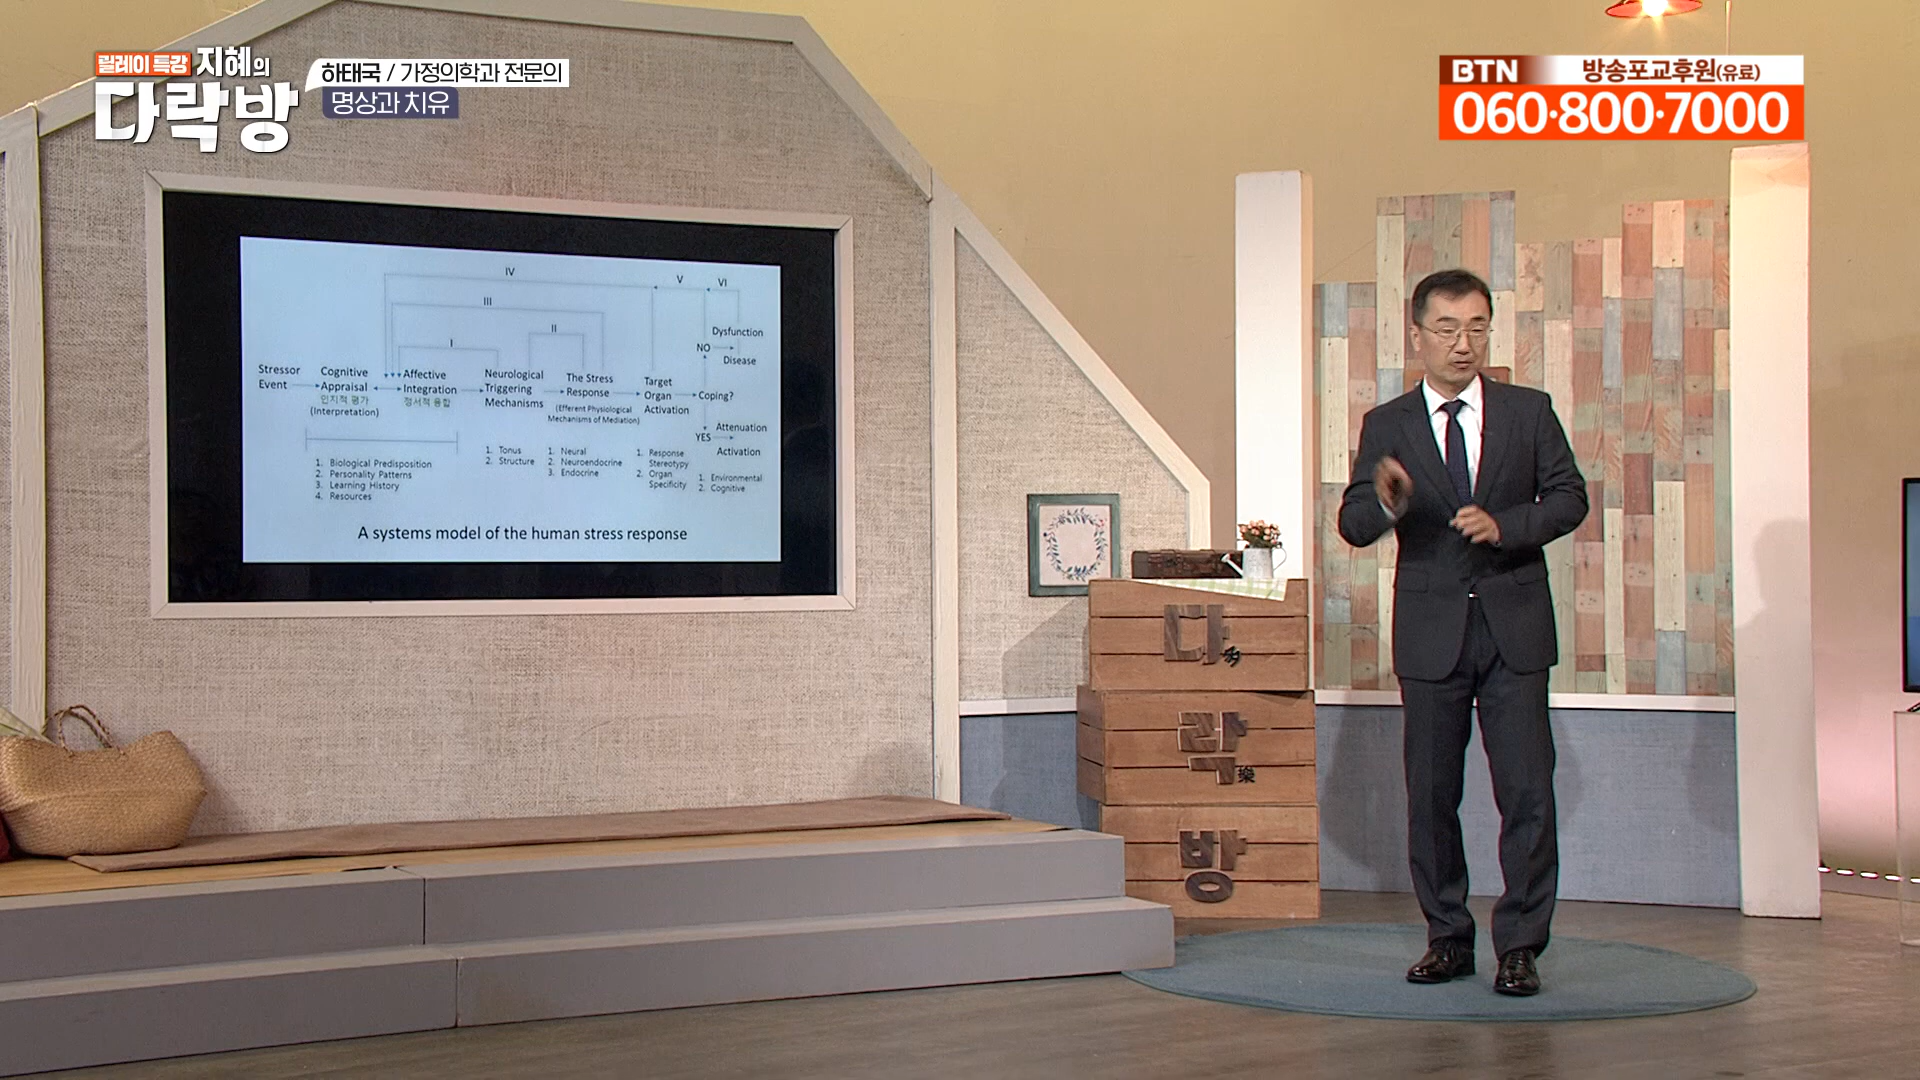 릴레이 특강 지혜의
다락방
하태국 / 가정의학과 전문의
명상과 치유
BTN 방송포교후원(유료)
060·800·7000
IV
V
VI
III
II
I
Dysfunction
NO
Disease
Stressor
Event
Cognitive
Appraisal
인지적 평가
(Interpretation)
Affective
Integration
정서적 융합
Neurological
Triggering
Mechanisms
The Stress
Response
(Efferent Physiological
Mechanisms of Mediation)
Target
Organ
Activation
Coping?
Attenuation
YES
Activation
1. Biological Predisposition
2. Personality Patterns
3. Learning History
4. Resources
1. Tonus
2. Structure
1. Neural
2. Neuroendocrine
3. Endocrine
1. Response
Stereotypy
2. Organ
Specificity
1. Environmental
2. Cognitive
A systems model of the human stress response
다 多
락 樂
방